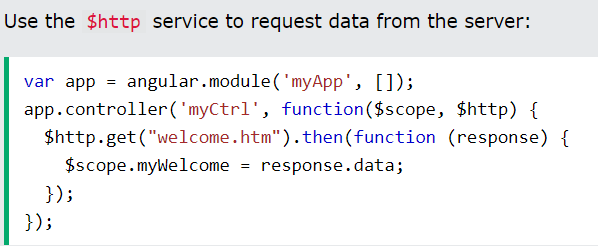 Use the $http service to request data from the server:
var app = angular.module('myApp', []);
app.controller('myCtrl', function($scope, $http) {
  $http.get("welcome.htm").then(function (response) {
    $scope.myWelcome = response.data;
  });
});